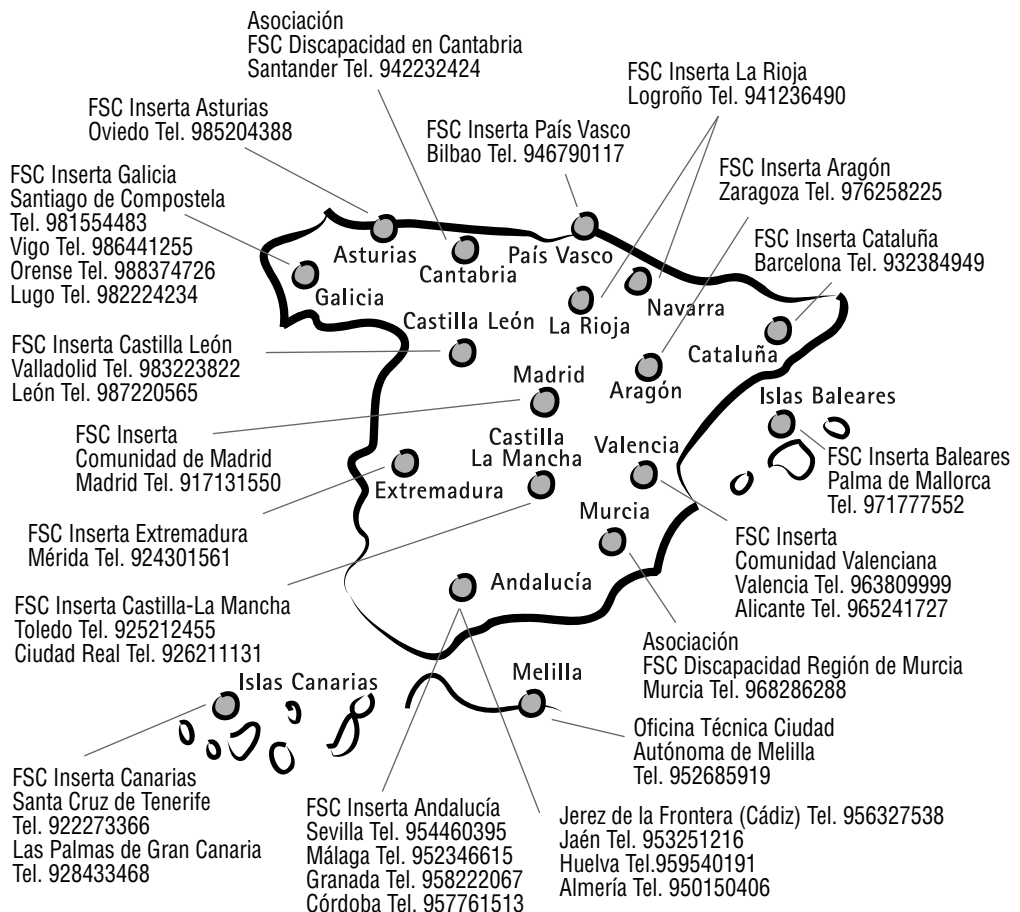 Asociación
FSC Discapacidad en Cantabria
Santander Tel. 942232424
FSC Inserta La Rioja
Logroño Tel. 941236490
FSC Inserta Asturias
Oviedo Tel. 985204388
FSC Inserta País Vasco
Bilbao Tel. 946790117
FSC Inserta Galicia
Santiago de Compostela
Tel. 981554483
Vigo Tel. 986441255
Orense Tel. 988374726
Lugo Tel. 982224234
FSC Inserta Aragón
Zaragoza Tel. 976258225
FSC Inserta Cataluña
Barcelona Tel. 932384949
Asturias
Cantabria
País Vasco
Galicia
Navarra
La Rioja
Castilla León
Cataluña
FSC Inserta Castilla León
Valladolid Tel. 983223822
León Tel. 987220565
Madrid
Aragón
Islas Baleares
FSC Inserta
Comunidad de Madrid
Madrid Tel. 917131550
Castilla
La Mancha
Valencia
Extremadura
FSC Inserta Baleares
Palma de Mallorca
Tel. 971777552
Murcia
FSC Inserta Extremadura
Mérida Tel. 924301561
FSC Inserta
Comunidad Valenciana
Valencia Tel. 963809999
Alicante Tel. 965241727
Andalucía
FSC Inserta Castilla-La Mancha
Toledo Tel. 925212455
Ciudad Real Tel. 926211131
Asociación
FSC Discapacidad Región de Murcia
Murcia Tel. 968286288
Islas Canarias
Melilla
Oficina Técnica Ciudad
Autónoma de Melilla
Tel. 952685919
FSC Inserta Canarias
Santa Cruz de Tenerife
Tel. 922273366
Las Palmas de Gran Canaria
Tel. 928433468
FSC Inserta Andalucía
Sevilla Tel. 954460395
Málaga Tel. 952346615
Granada Tel. 958222067
Córdoba Tel. 957761513
Jerez de la Frontera (Cádiz) Tel. 956327538
Jaén Tel. 953251216
Huelva Tel.959540191
Almería Tel. 950150406